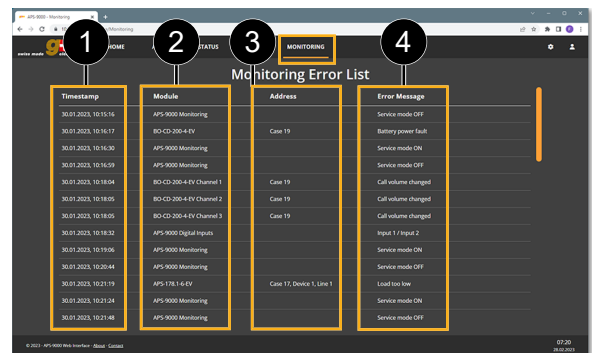 APS-9000 - Monitoring
/Monitoring
swiss made
1
2
3
4
HOME
STATUS
MONITORING
Monitoring Error List
Timestamp Module Address Error Message
30.01.2023, 10:15:16 APS-9000 Monitoring Service mode OFF
30.01.2023, 10:16:17 BO-CD-200-4-EV Case 19 Battery power fault
30.01.2023, 10:16:30 APS-9000 Monitoring Service mode ON
30.01.2023, 10:16:59 APS-9000 Monitoring Service mode OFF
30.01.2023, 10:18:04 BO-CD-200-4-EV Channel 1 Case 19 Call volume changed
30.01.2023, 10:18:05 BO-CD-200-4-EV Channel 2 Case 19 Call volume changed
30.01.2023, 10:18:05 BO-CD-200-4-EV Channel 3 Case 19 Call volume changed
30.01.2023, 10:18:32 APS-9000 Digital Inputs Input 1 / Input 2
30.01.2023, 10:19:06 APS-9000 Monitoring Service mode ON
30.01.2023, 10:20:44 APS-9000 Monitoring Service mode OFF
30.01.2023, 10:21:19 APS-178.1-6-EV Case 17, Device 1, Line 1 Load too low
30.01.2023, 10:21:24 APS-9000 Monitoring Service mode ON
30.01.2023, 10:21:48 APS-9000 Monitoring Service mode OFF
© 2023 - APS-9000 Web Interface - About - Contact
07:20
28.02.2023